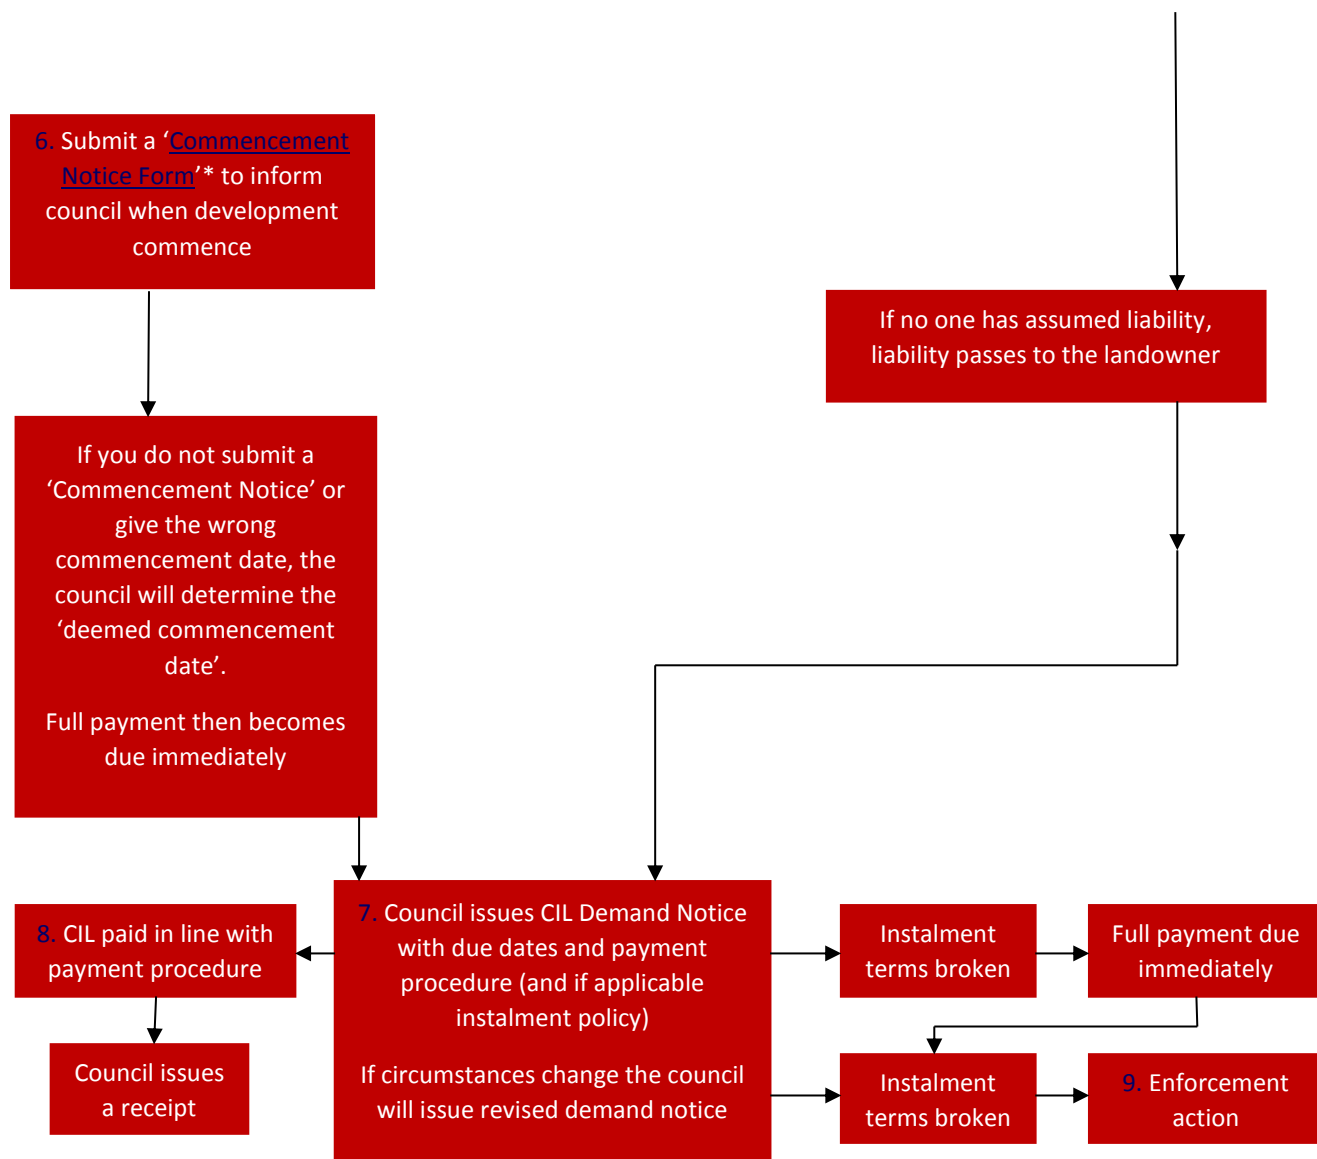 6. Submit a ‘Commencement
Notice Form’* to inform
council when development
commence
If no one has assumed liability,
liability passes to the landowner
If you do not submit a
‘Commencement Notice’ or
give the wrong
commencement date, the
council will determine the
‘deemed commencement
date’.
Full payment then becomes
due immediately
8. CIL paid in line with
payment procedure
Council issues
a receipt
7. Council issues CIL Demand Notice
with due dates and payment
procedure (and if applicable
instalment policy)
If circumstances change the council
will issue revised demand notice
Instalment
terms broken
Full payment due
immediately
Instalment
terms broken
9. Enforcement
action